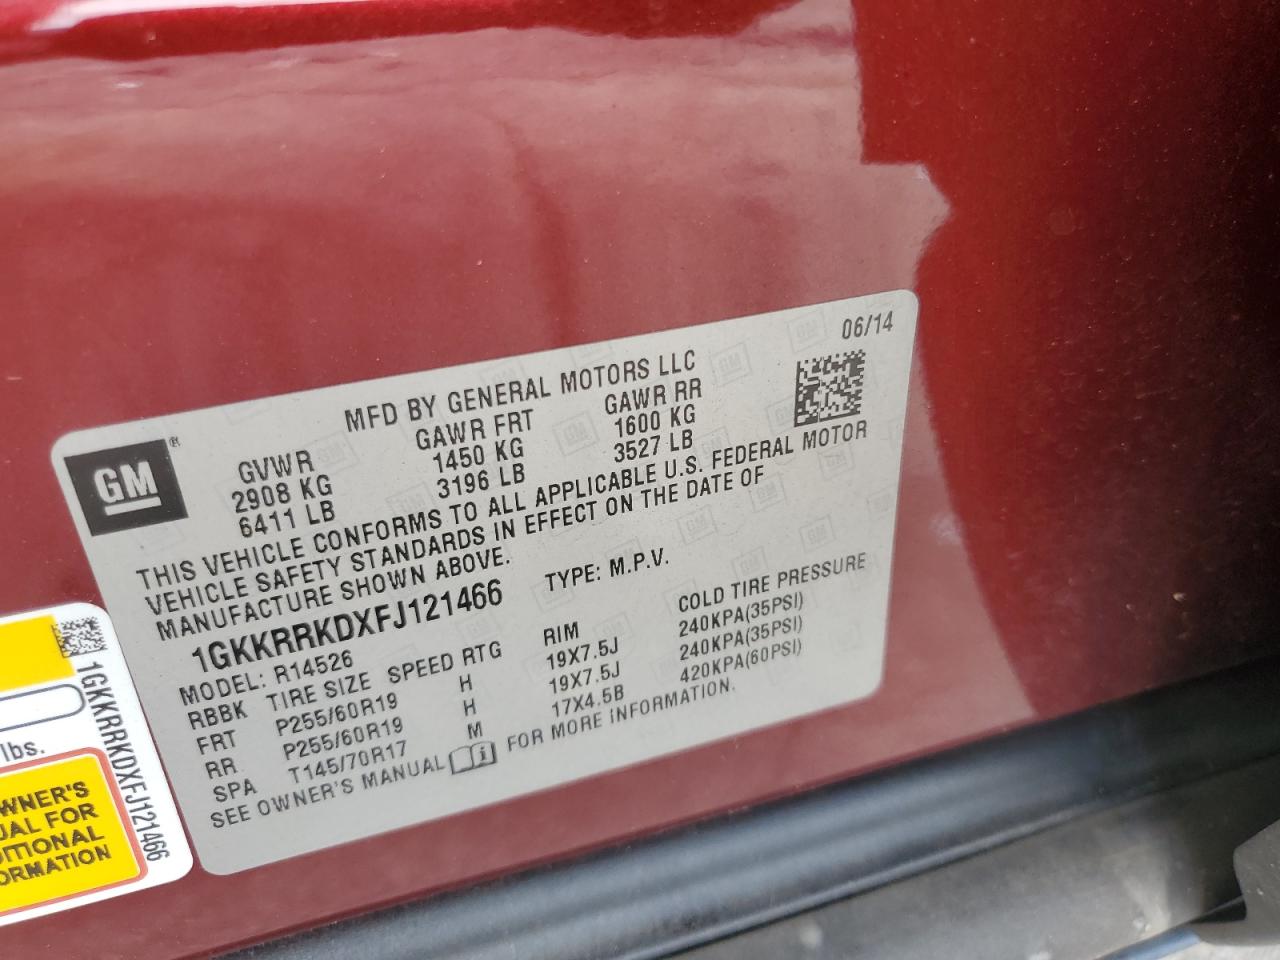 06/14
MFD BY GENERAL MOTORS LLC
GM ®
GVWR GAWR FRT GAWR RR
2908 KG 1450 KG 1600 KG
6411 LB 3196 LB 3527 LB
THIS VEHICLE CONFORMS TO ALL APPLICABLE U.S. FEDERAL MOTOR
VEHICLE SAFETY STANDARDS IN EFFECT ON THE DATE OF
MANUFACTURE SHOWN ABOVE.
1GKKRRKDXFJ121466 TYPE: M.P.V.
MODEL: R14526
RBBK TIRE SIZE SPEED RTG RIM COLD TIRE PRESSURE
FRT P255/60R19 H 19X7.5J 240KPA(35PSI)
RR P255/60R19 H 19X7.5J 240KPA(35PSI)
SPA T145/70R17 M 17X4.5B 420KPA(60PSI)
SEE OWNER'S MANUAL FOR MORE INFORMATION.
1GKKRRKDXFJ121466
lbs.
WNER'S
UAL FOR
DITIONAL
ORMATION